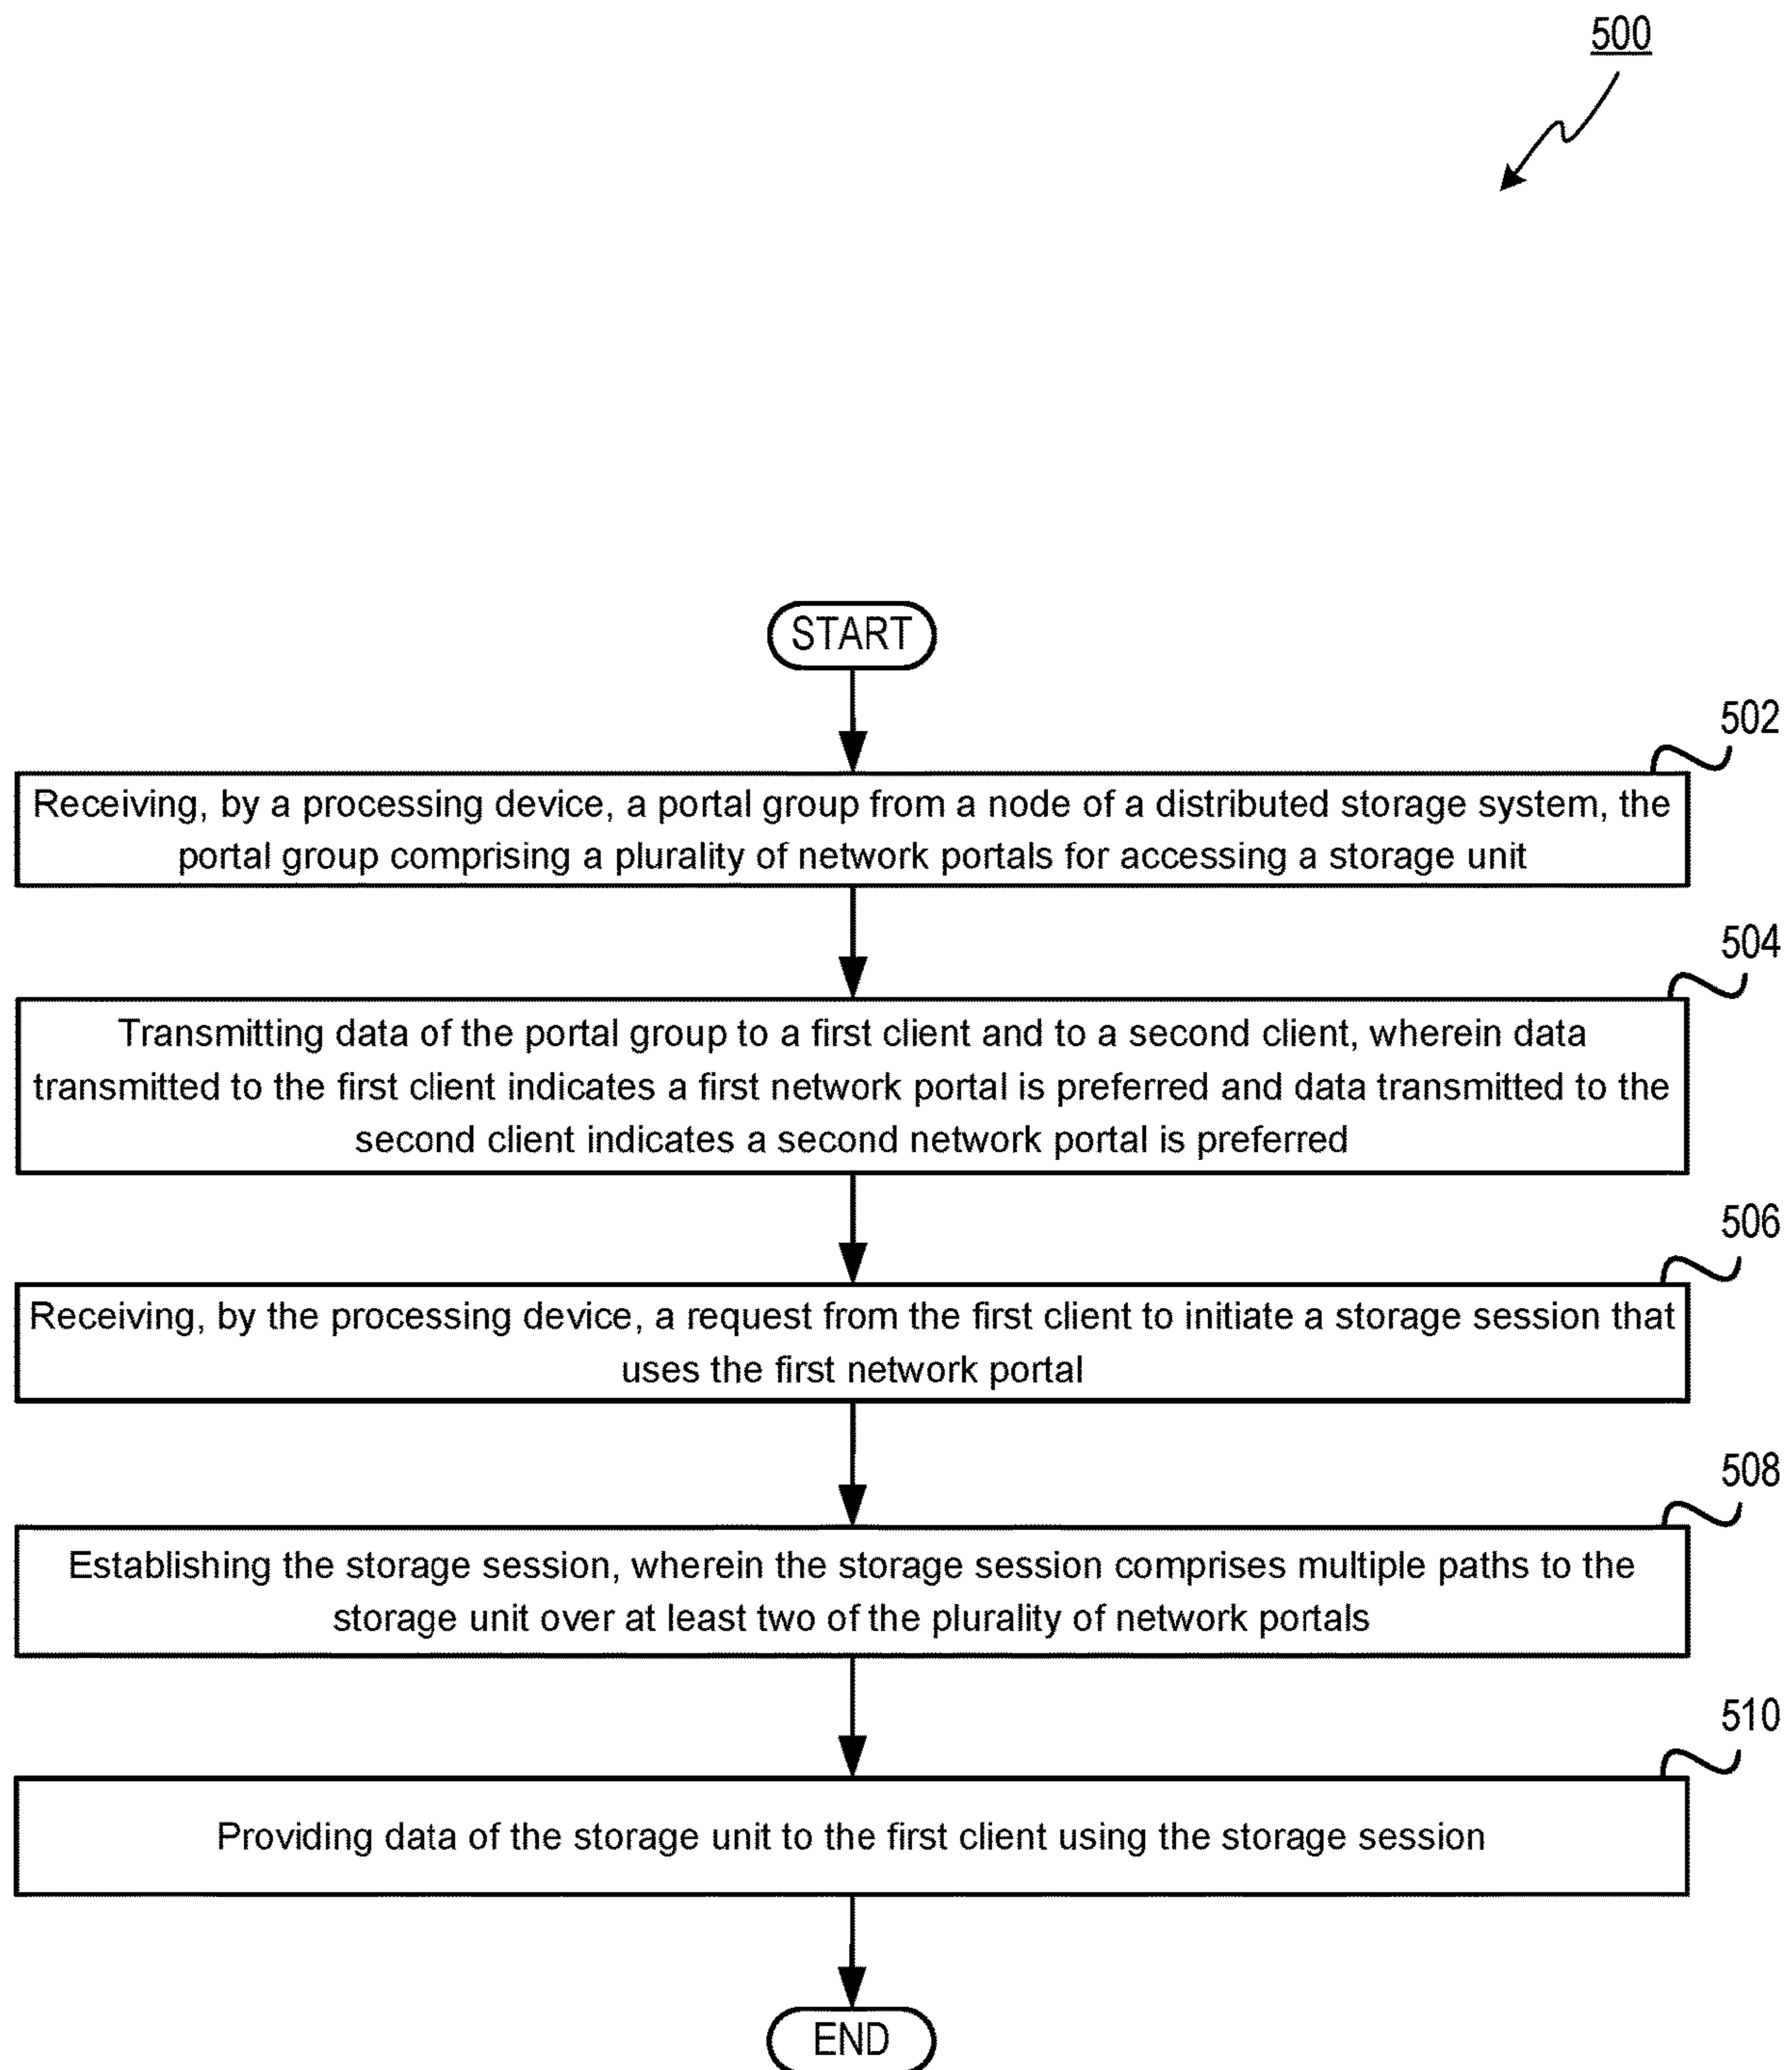 500
START
502
Receiving, by a processing device, a portal group from a node of a distributed storage system, the
portal group comprising a plurality of network portals for accessing a storage unit
504
Transmitting data of the portal group to a first client and to a second client, wherein data
transmitted to the first client indicates a first network portal is preferred and data transmitted to the
second client indicates a second network portal is preferred
506
Receiving, by the processing device, a request from the first client to initiate a storage session that
uses the first network portal
508
Establishing the storage session, wherein the storage session comprises multiple paths to the
storage unit over at least two of the plurality of network portals
510
Providing data of the storage unit to the first client using the storage session
END